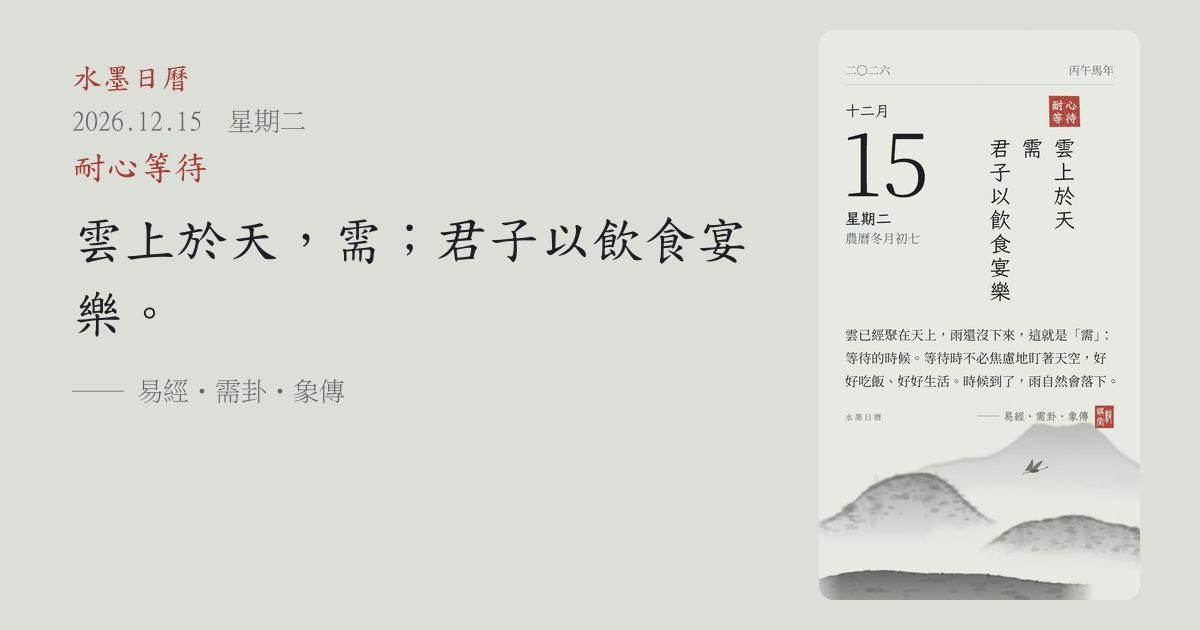 水墨日曆
2026.12.15 星期二
耐心等待
雲上於天，需；君子以飲食宴
樂。
—— 易經·需卦·象傳
二〇二六
丙午馬年
十二月
15
星期二
農曆冬月初七
耐心等待
雲上於天
需
君子以飲食宴樂
雲已經聚在天上，雨還沒下來，這就是「需」：
等待的時候。等待時不必焦慮地盯著天空，好
好吃飯、好好生活。時候到了，雨自然會落下。
水墨日曆
—— 易經·需卦·象傳